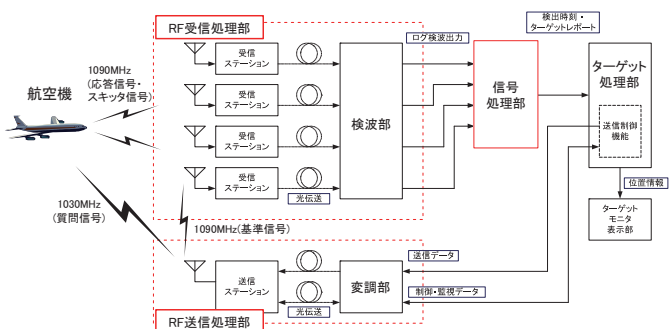 RF受信処理部
検出時刻・
ターゲットレポート
ログ検波出力
1090MHz
(応答信号・
スキッタ信号)
航空機
受信
ステーション
受信
ステーション
受信
ステーション
受信
ステーション
光伝送
検波部
信号
処理部
ターゲット
処理部
送信制御
機能
位置情報
ターゲット
モニタ
表示部
1030MHz
(質問信号)
1090MHz(基準信号)
送信データ
送信
ステーション
光伝送
変調部
制御・監視データ
RF送信処理部